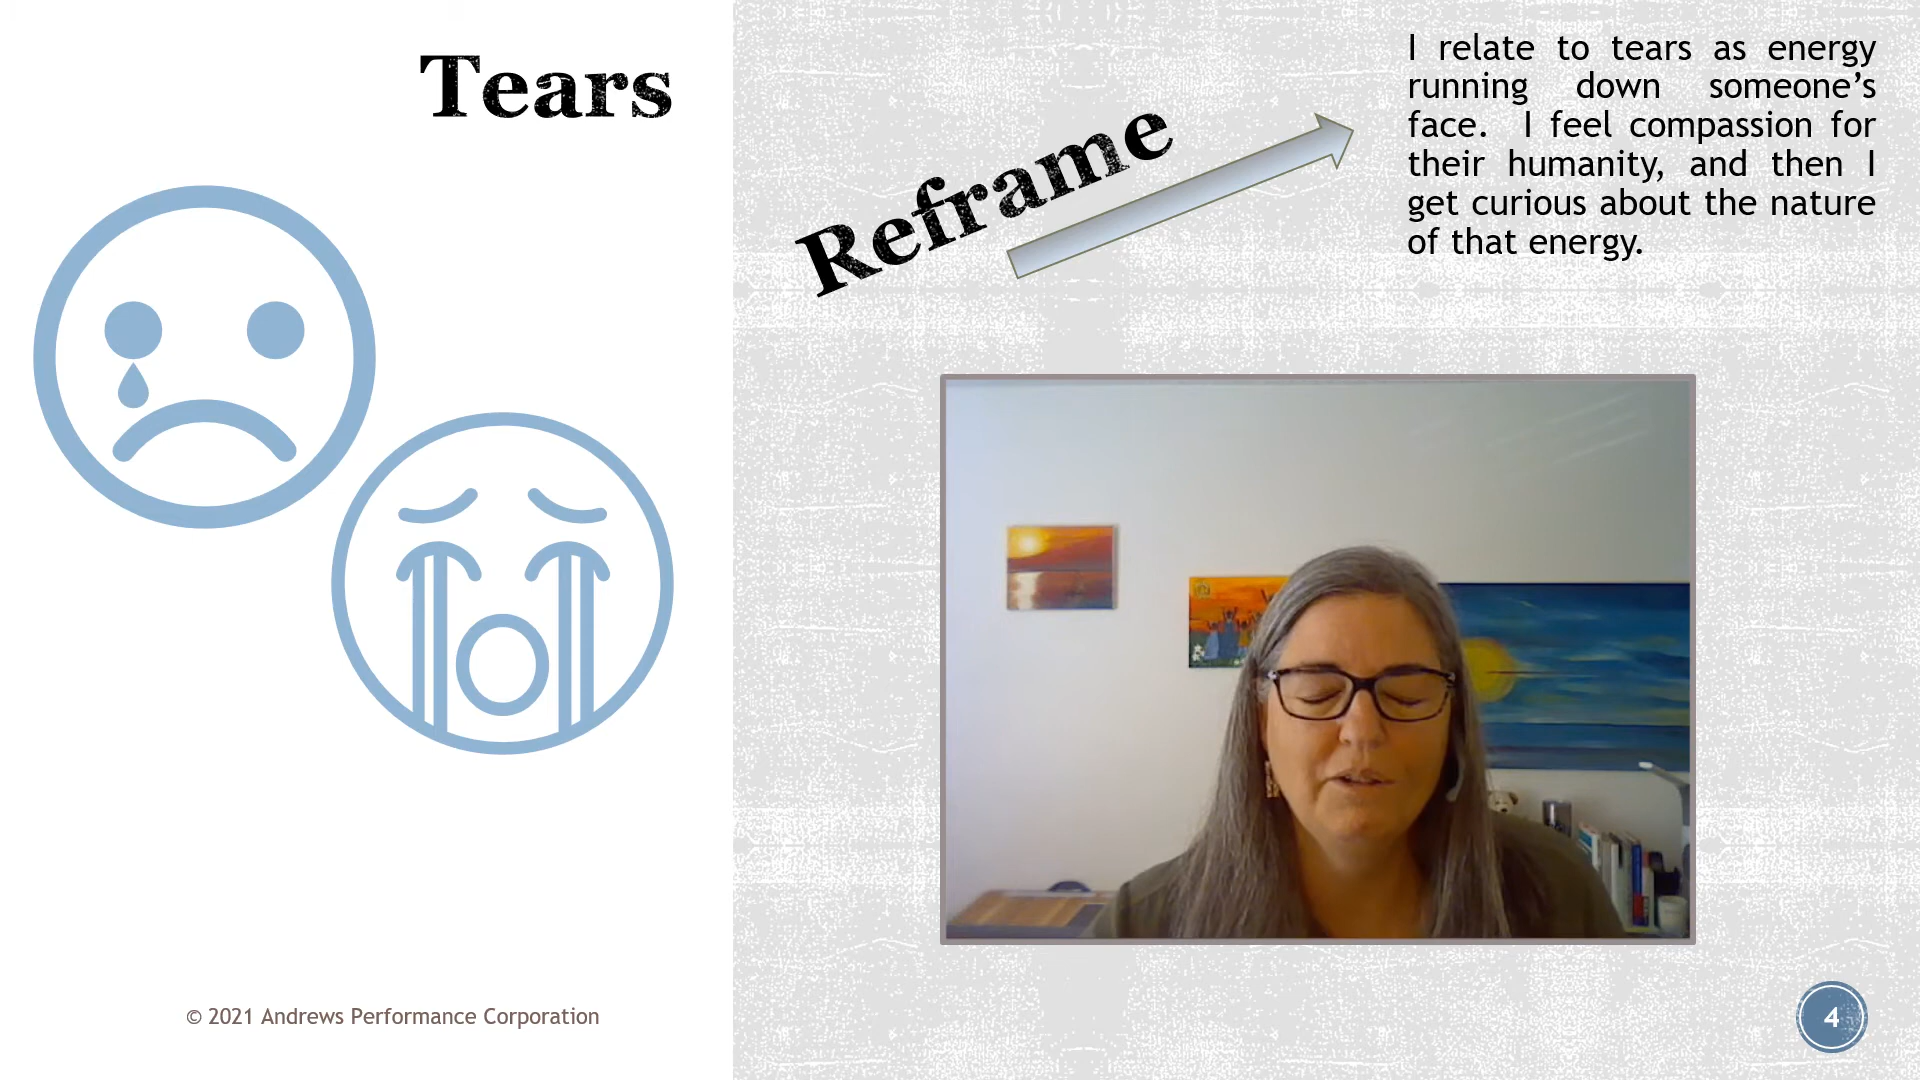 Tears
Reframe
I relate to tears as energy
running down someone’s
face. I feel compassion for
their humanity, and then I
get curious about the nature
of that energy.
© 2021 Andrews Performance Corporation
4